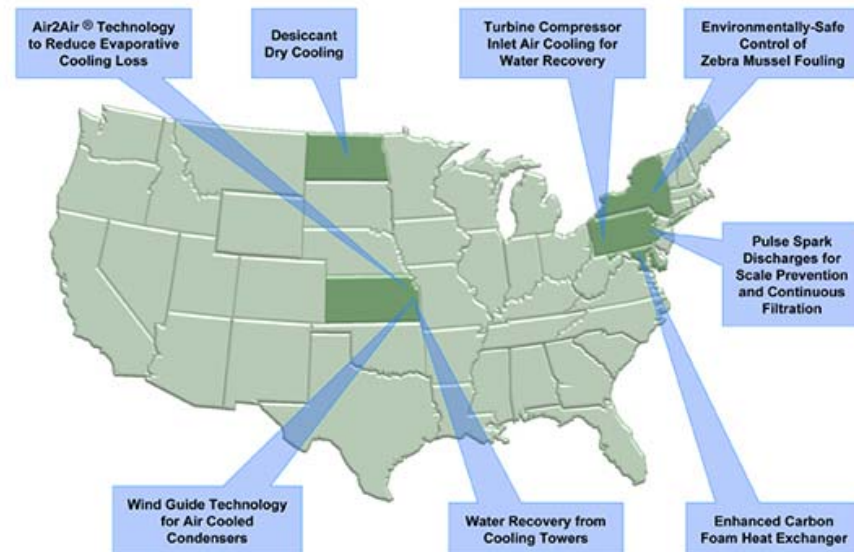 Air2Air ® Technology
to Reduce Evaporative
Cooling Loss
Desiccant
Dry Cooling
Turbine Compressor
Inlet Air Cooling for
Water Recovery
Environmentally-Safe
Control of
Zebra Mussel Fouling
Pulse Spark
Discharges for
Scale Prevention
and Continuous
Filtration
Wind Guide Technology
for Air Cooled
Condensers
Water Recovery from
Cooling Towers
Enhanced Carbon
Foam Heat Exchanger